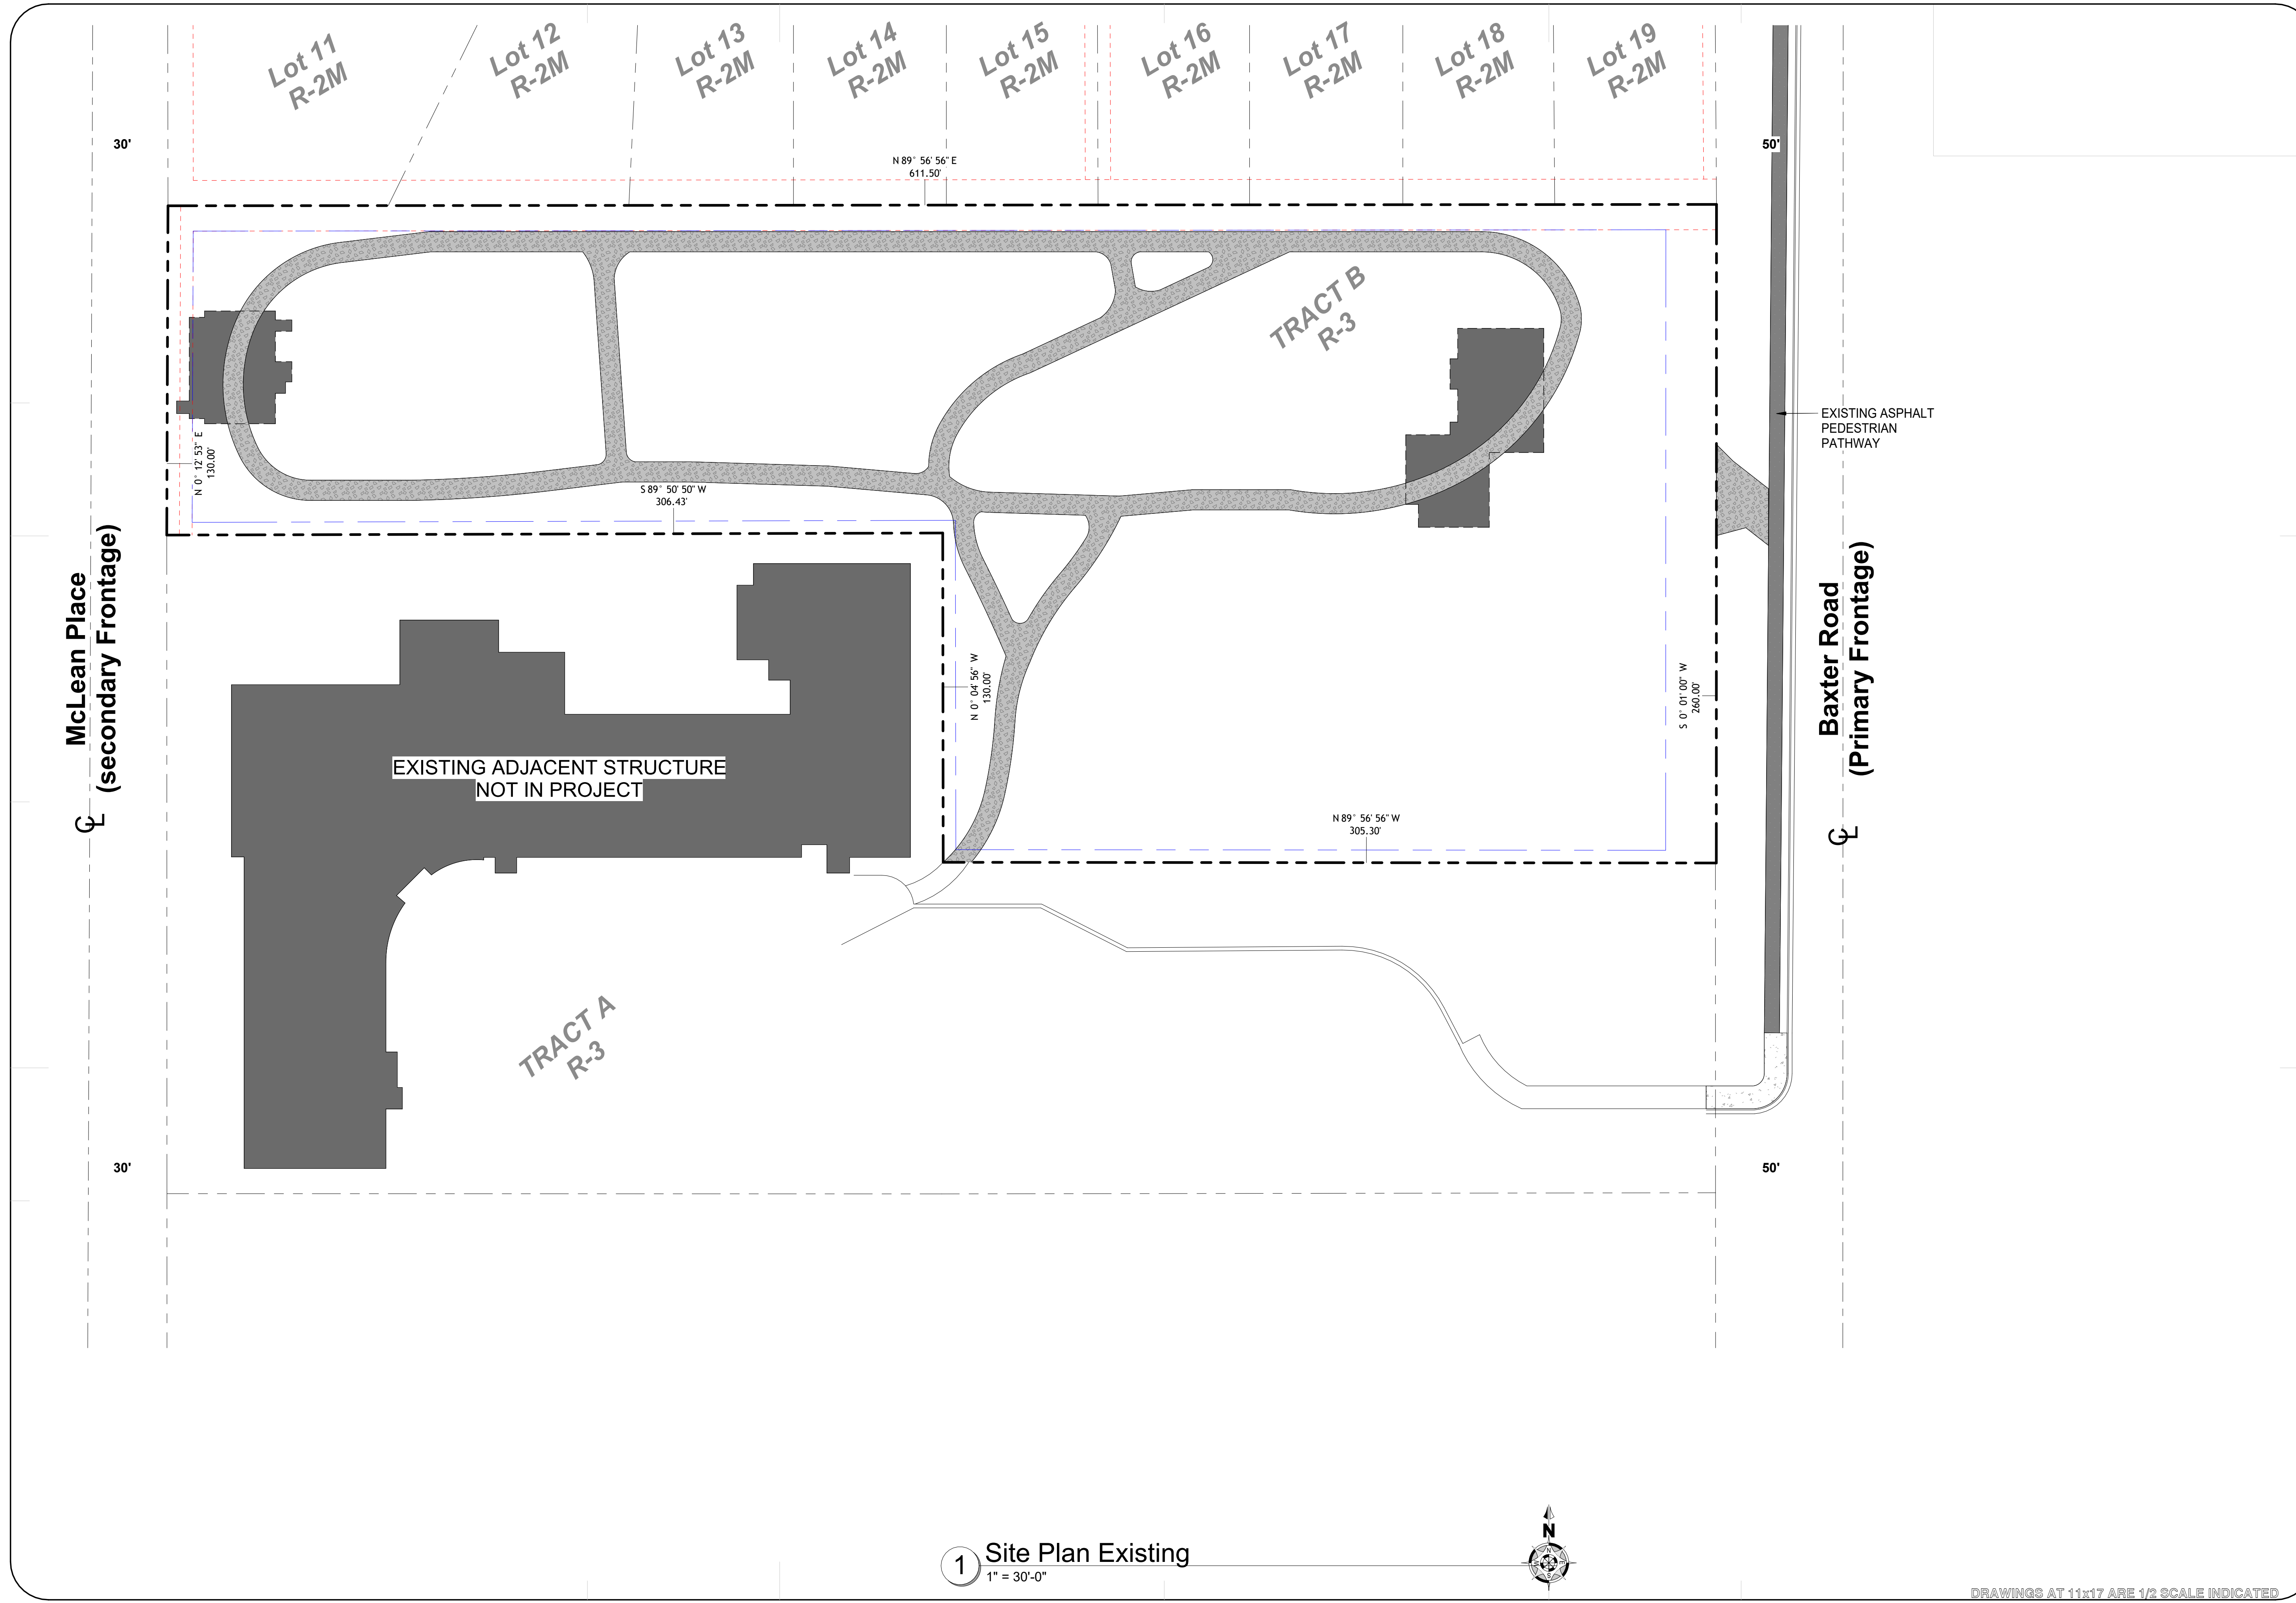 Lot 11
R-2M
Lot 12
R-2M
Lot 13
R-2M
Lot 14
R-2M
Lot 15
R-2M
Lot 16
R-2M
Lot 17
R-2M
Lot 18
R-2M
Lot 19
R-2M
30'
50'
N 89° 56' 56" E
611.50'
TRACT B
R-3
EXISTING ASPHALT
PEDESTRIAN
PATHWAY
N 0° 12' 53" E
130.00'
S 89° 50' 50" W
306.43'
McLean Place
(secondary Frontage)
Baxter Road
(Primary Frontage)
N 0° 04' 56" W
130.00'
S 0° 01' 00" W
260.00'
EXISTING ADJACENT STRUCTURE
NOT IN PROJECT
N 89° 56' 56" W
305.30'
CL
CL
TRACT A
R-3
30'
50'
N
N
W
E
S
1
Site Plan Existing
1" = 30'-0"
DRAWINGS AT 11x17 ARE 1/2 SCALE INDICATED